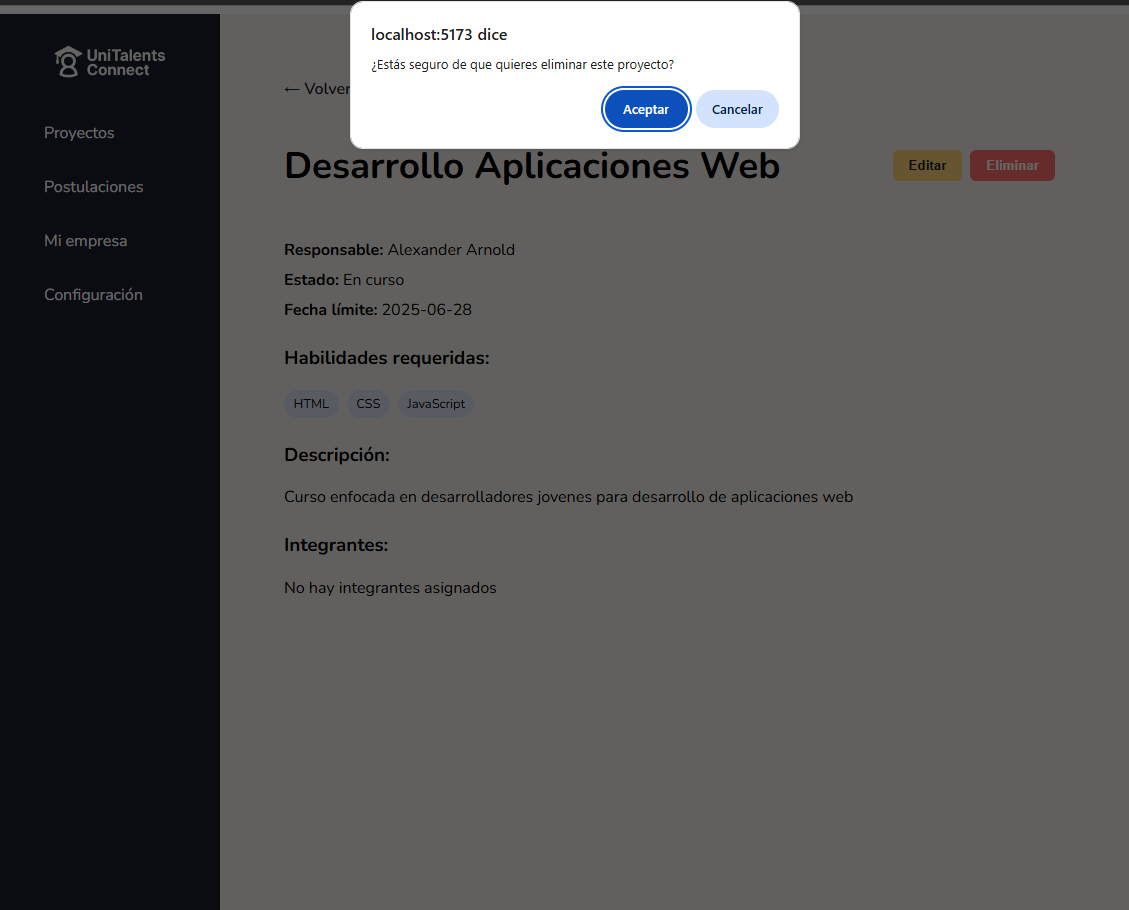 localhost:5173 dice
¿Estás seguro de que quieres eliminar este proyecto?
Aceptar Cancelar
UniTalents
Connect
Proyectos
Postulaciones
Mi empresa
Configuración
← Volver
Desarrollo Aplicaciones Web
Editar Eliminar
Responsable: Alexander Arnold
Estado: En curso
Fecha límite: 2025-06-28
Habilidades requeridas:
HTML CSS JavaScript
Descripción:
Curso enfocada en desarrolladores jovenes para desarrollo de aplicaciones web
Integrantes:
No hay integrantes asignados